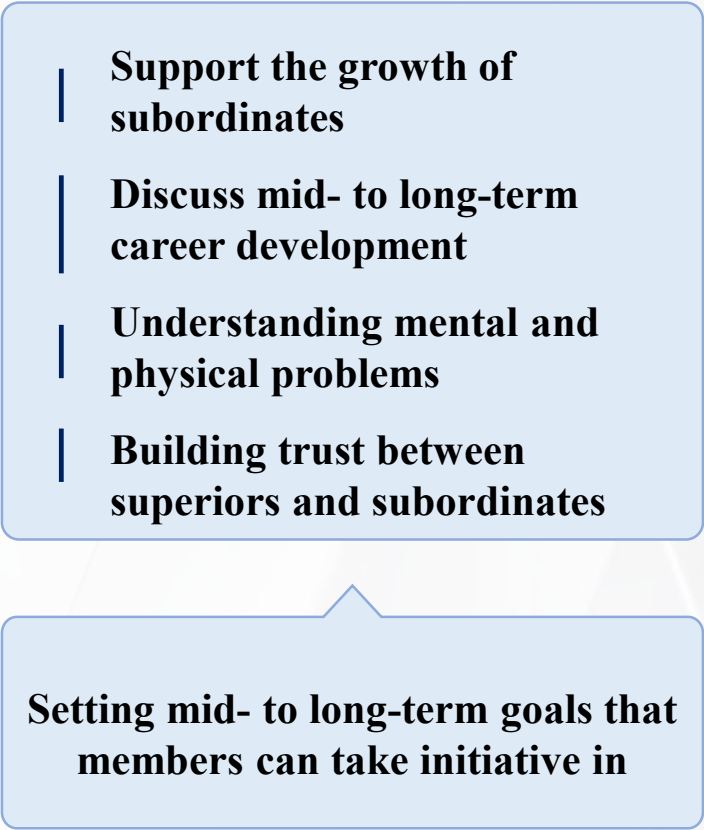 Support the growth of
subordinates
Discuss mid- to long-term
career development
Understanding mental and
physical problems
Building trust between
superiors and subordinates
Setting mid- to long-term goals that
members can take initiative in